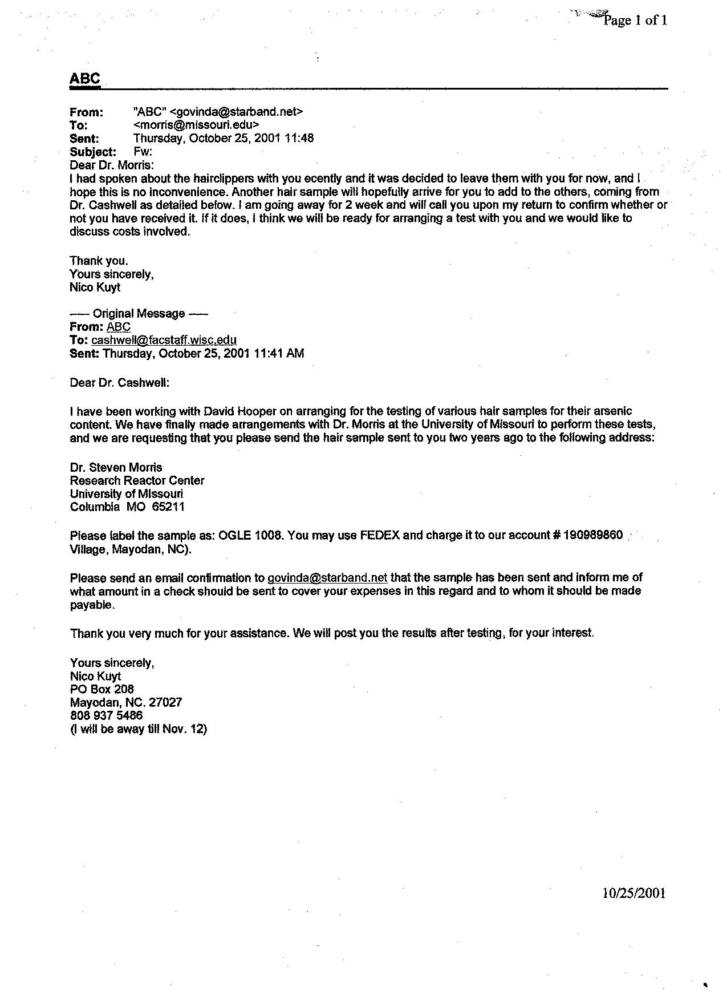 Page 1 of 1
ABC
From: "ABC" <govinda@starband.net>
To: <morris@missouri.edu>
Sent: Thursday, October 25, 2001 11:48
Subject: Fw:
Dear Dr. Morris:
I had spoken about the hairclippers with you ecently and it was decided to leave them with you for now, and I
hope this is no inconvenience. Another hair sample will hopefully arrive for you to add to the others, coming from
Dr. Cashwell as detailed below. I am going away for 2 week and will call you upon my return to confirm whether or
not you have received it. If it does, I think we will be ready for arranging a test with you and we would like to
discuss costs involved.
Thank you.
Yours sincerely,
Nico Kuyt
— Original Message —
From: ABC
To: cashwell@facstaff.wisc.edu
Sent: Thursday, October 25, 2001 11:41 AM
Dear Dr. Cashwell:
I have been working with David Hooper on arranging for the testing of various hair samples for their arsenic
content. We have finally made arrangements with Dr. Morris at the University of Missouri to perform these tests,
and we are requesting that you please send the hair sample sent to you two years ago to the following address:
Dr. Steven Morris
Research Reactor Center
University of MIssouri
Columbia MO 65211
Please label the sample as: OGLE 1008. You may use FEDEX and charge it to our account # 190989860
Village, Mayodan, NC).
Please send an email confirmation to govinda@starband.net that the sample has been sent and inform me of
what amount in a check should be sent to cover your expenses in this regard and to whom it should be made
payable.
Thank you very much for your assistance. We will post you the results after testing, for your interest.
Yours sincerely,
Nico Kuyt
PO Box 208
Mayodan, NC. 27027
808 937 5486
(I will be away till Nov. 12)
10/25/2001